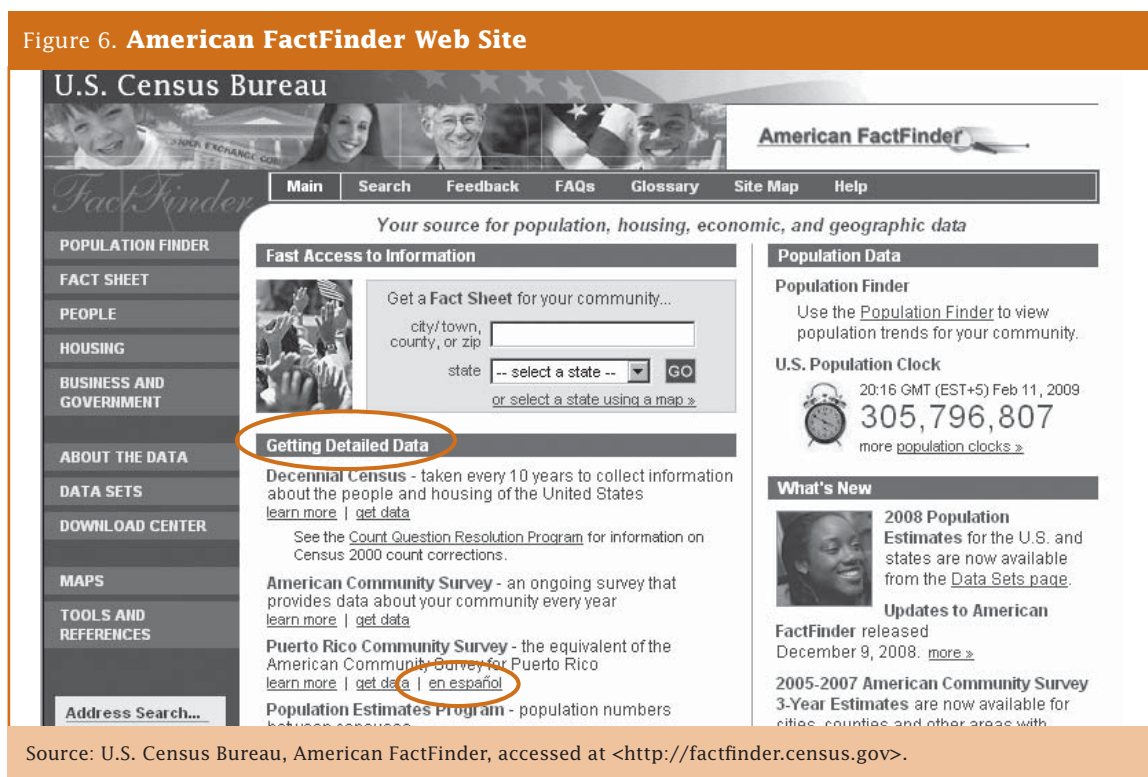 Figure 6. American FactFinder Web Site
U.S. Census Bureau
STOCK EXCHANGE
American FactFinder
FactFinder
Main Search Feedback FAQs Glossary Site Map Help
Your source for population, housing, economic, and geographic data
POPULATION FINDER
FACT SHEET
PEOPLE
HOUSING
BUSINESS AND
GOVERNMENT
ABOUT THE DATA
DATA SETS
DOWNLOAD CENTER
MAPS
TOOLS AND
REFERENCES
Address Search...
Fast Access to Information
Get a Fact Sheet for your community...
city/town,
county, or zip
state -- select a state -- GO
or select a state using a map »
Getting Detailed Data
Decennial Census - taken every 10 years to collect information
about the people and housing of the United States
learn more | get data
See the Count Question Resolution Program for information on
Census 2000 count corrections.
American Community Survey - an ongoing survey that
provides data about your community every year
learn more | get data
Puerto Rico Community Survey - the equivalent of the
American Community Survey for Puerto Rico
learn more | get data | en español
Population Estimates Program - population numbers
between censuses
Population Data
Population Finder
Use the Population Finder to view
population trends for your community.
U.S. Population Clock
20:16 GMT (EST+5) Feb 11, 2009
305,796,807
more population clocks »
What's New
2008 Population
Estimates for the U.S. and
states are now available
from the Data Sets page.
Updates to American
FactFinder released
December 9, 2008. more »
2005-2007 American Community Survey
3-Year Estimates are now available for
cities, counties and other areas with
Source: U.S. Census Bureau, American FactFinder, accessed at <http://factfinder.census.gov>.